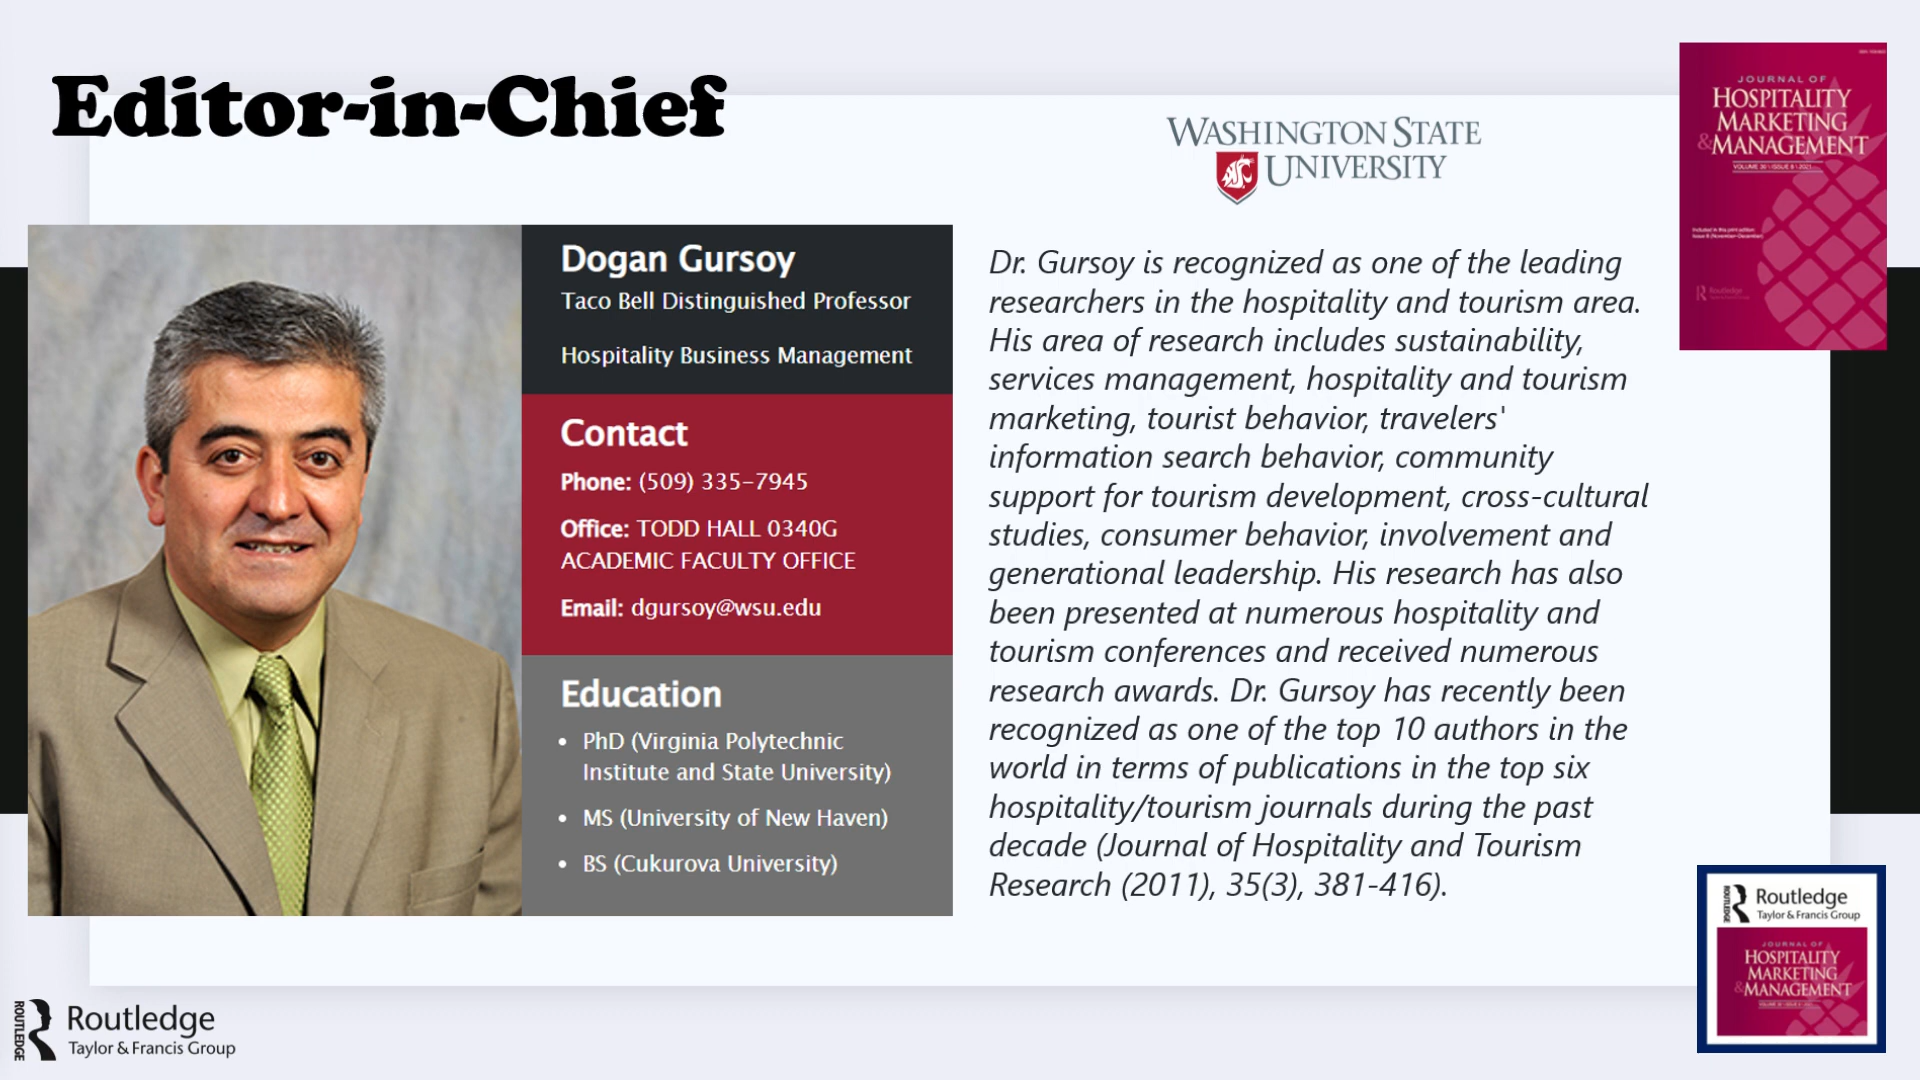 Editor-in-Chief
WASHINGTON STATE
UNIVERSITY
JOURNAL OF
HOSPITALITY
MARKETING
&MANAGEMENT
Routledge
Dogan Gursoy
Taco Bell Distinguished Professor
Hospitality Business Management
Contact
Phone: (509) 335-7945
Office: TODD HALL 0340G
ACADEMIC FACULTY OFFICE
Email: dgursoy@wsu.edu
Education
• PhD (Virginia Polytechnic
Institute and State University)
• MS (University of New Haven)
• BS (Cukurova University)
Dr. Gursoy is recognized as one of the leading
researchers in the hospitality and tourism area.
His area of research includes sustainability,
services management, hospitality and tourism
marketing, tourist behavior, travelers'
information search behavior, community
support for tourism development, cross-cultural
studies, consumer behavior, involvement and
generational leadership. His research has also
been presented at numerous hospitality and
tourism conferences and received numerous
research awards. Dr. Gursoy has recently been
recognized as one of the top 10 authors in the
world in terms of publications in the top six
hospitality/tourism journals during the past
decade (Journal of Hospitality and Tourism
Research (2011), 35(3), 381-416).
ROUTLEDGE
Routledge
Taylor & Francis Group
JOURNAL OF
HOSPITALITY
MARKETING
&MANAGEMENT
ROUTLEDGE
Routledge
Taylor & Francis Group